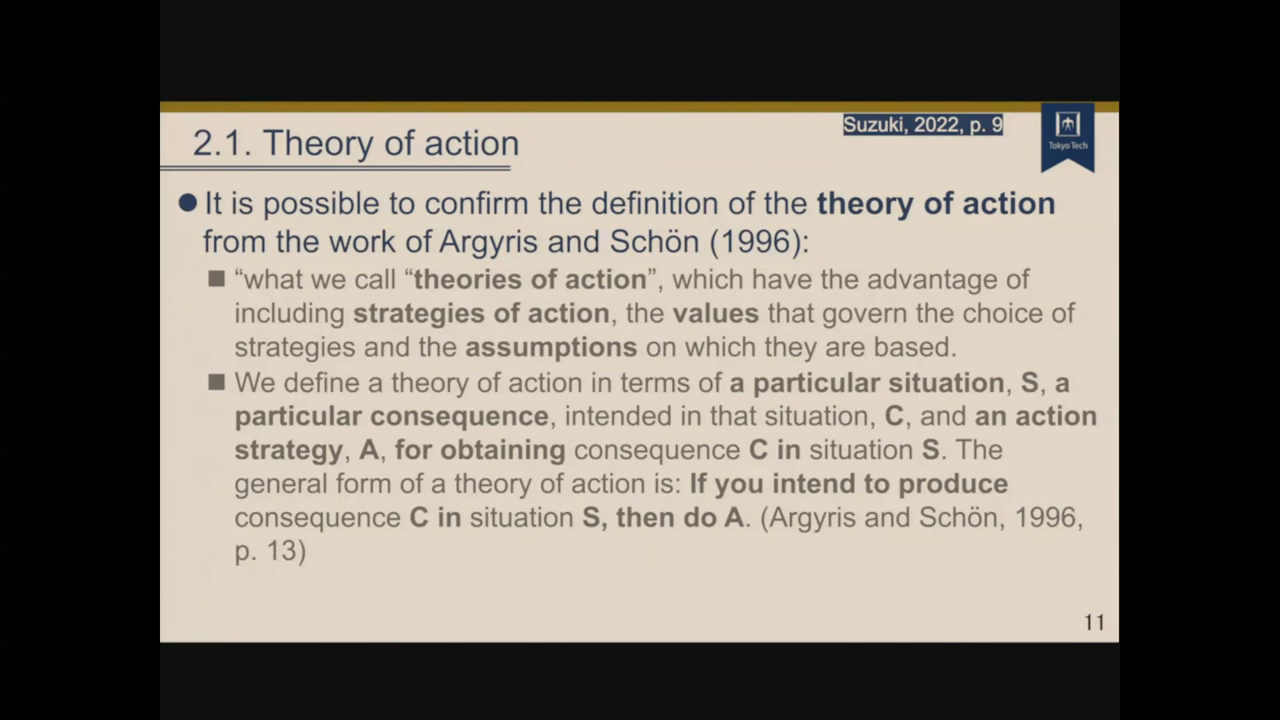 2.1. Theory of action
Suzuki, 2022, p. 9
Tokyo Tech
It is possible to confirm the definition of the theory of action
from the work of Argyris and Schön (1996):
“what we call “theories of action”, which have the advantage of
including strategies of action, the values that govern the choice of
strategies and the assumptions on which they are based.
We define a theory of action in terms of a particular situation, S, a
particular consequence, intended in that situation, C, and an action
strategy, A, for obtaining consequence C in situation S. The
general form of a theory of action is: If you intend to produce
consequence C in situation S, then do A. (Argyris and Schön, 1996,
p. 13)
11